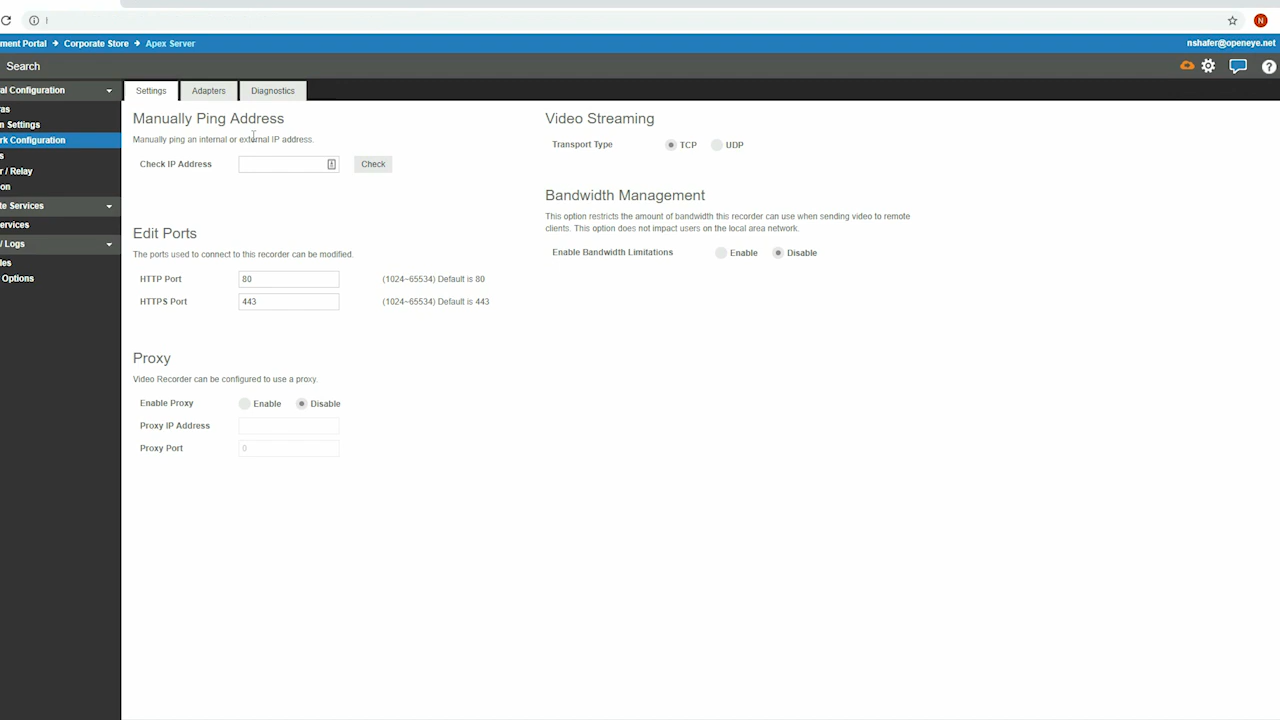 N
ment Portal → Corporate Store → Apex Server
nshafer@openeye.net
Search
?
al Configuration
ras
n Settings
rk Configuration
s
r / Relay
on
te Services
ervices
/ Logs
les
Options
Settings
Adapters
Diagnostics
Manually Ping Address
Manually ping an internal or external IP address.
Check IP Address
Check
Edit Ports
The ports used to connect to this recorder can be modified.
HTTP Port
80
(1024~65534) Default is 80
HTTPS Port
443
(1024~65534) Default is 443
Proxy
Video Recorder can be configured to use a proxy.
Enable Proxy
Enable
Disable
Proxy IP Address
Proxy Port
0
Video Streaming
Transport Type
TCP
UDP
Bandwidth Management
This option restricts the amount of bandwidth this recorder can use when sending video to remote
clients. This option does not impact users on the local area network.
Enable Bandwidth Limitations
Enable
Disable